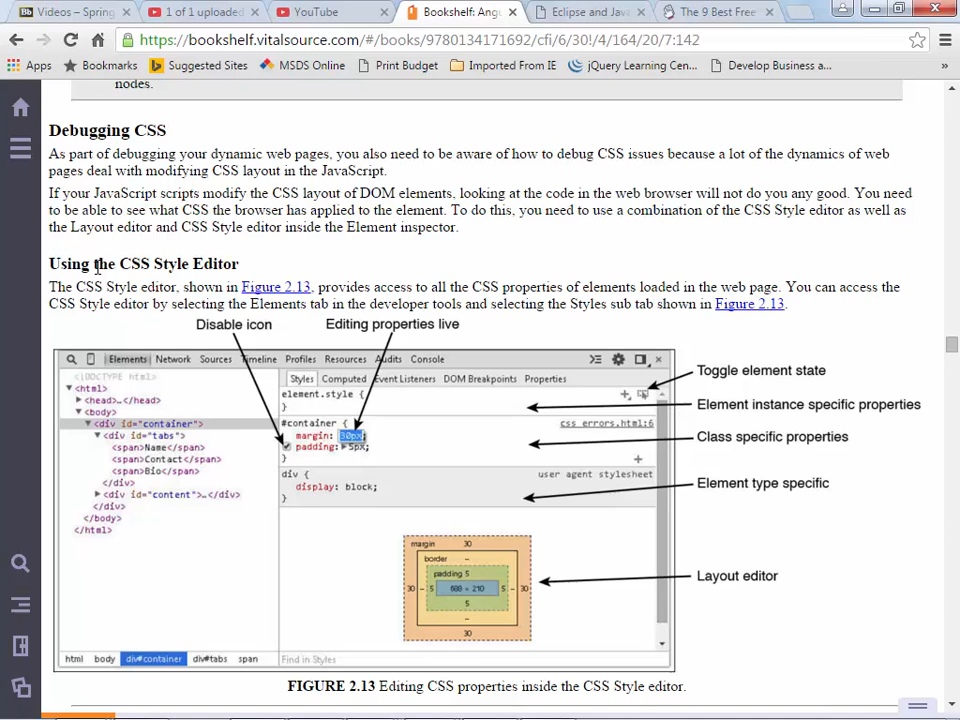 Videos – Spring
1 of 1 uploaded
YouTube
Bookshelf: Angu
Eclipse and Java
The 9 Best Free
https://bookshelf.vitalsource.com/#/books/9780134171692/cfi/6/30!/4/164/20/7:142
Apps
Bookmarks
Suggested Sites
MSDS Online
Print Budget
Imported From IE
jQuery Learning Cen...
Develop Business a...
»
nodes.
Debugging CSS
As part of debugging your dynamic web pages, you also need to be aware of how to debug CSS issues because a lot of the dynamics of web
pages deal with modifying CSS layout in the JavaScript.
If your JavaScript scripts modify the CSS layout of DOM elements, looking at the code in the web browser will not do you any good. You need
to be able to see what CSS the browser has applied to the element. To do this, you need to use a combination of the CSS Style editor as well as
the Layout editor and CSS Style editor inside the Element inspector.
Using the CSS Style Editor
The CSS Style editor, shown in Figure 2.13, provides access to all the CSS properties of elements loaded in the web page. You can access the
CSS Style editor by selecting the Elements tab in the developer tools and selecting the Styles sub tab shown in Figure 2.13.
Disable icon
Editing properties live
Elements Network Sources Timeline Profiles Resources Audits Console
<!DOCTYPE html>
<html>
<head>…</head>
<body>
<div id="container">
<div id="tabs">
<span>Name</span>
<span>Contact</span>
<span>Bio</span>
</div>
<div id="content">…</div>
</div>
</body>
</html>
html body div#container div#tabs span
Styles Computed Event Listeners DOM Breakpoints Properties
element.style {
}
#container { css_errors.html:6
margin: 30px;
padding: 5px;
}
div { user agent stylesheet
display: block;
}
margin 30
border –
padding 5
30 – 5 688 × 210 5 – 30
5
–
30
Find in Styles
Toggle element state
Element instance specific properties
Class specific properties
Element type specific
Layout editor
FIGURE 2.13 Editing CSS properties inside the CSS Style editor.